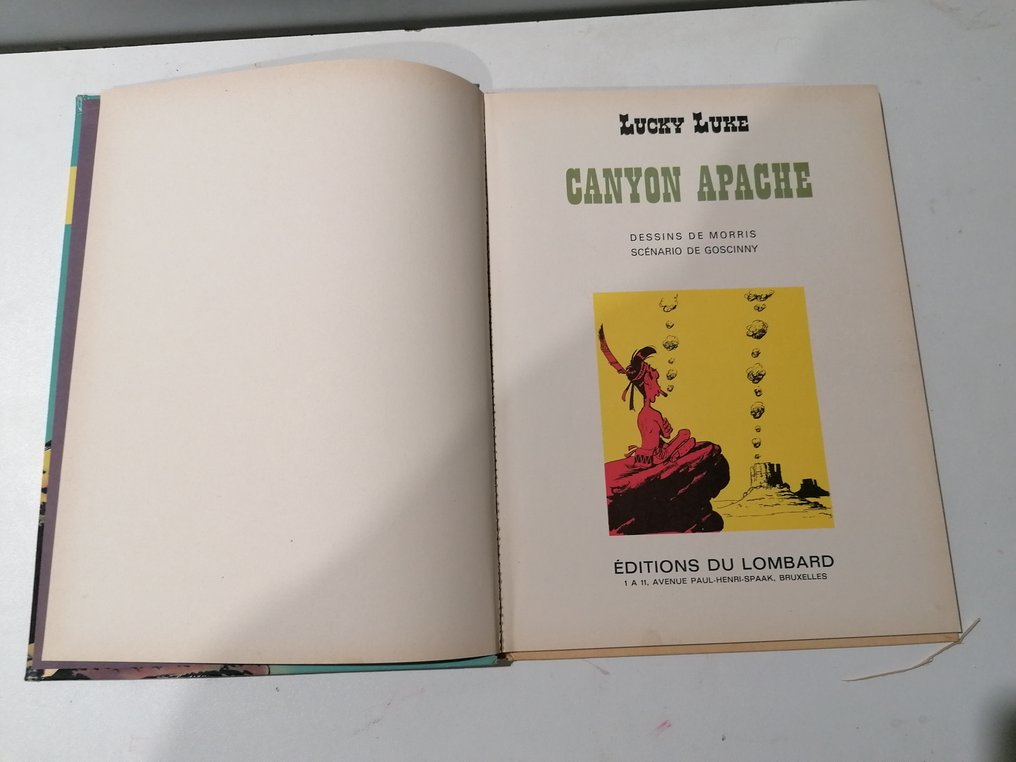 LUCKY LUKE
CANYON APACHE
DESSINS DE MORRIS
SCÉNARIO DE GOSCINNY
ÉDITIONS DU LOMBARD
1 A 11, AVENUE PAUL-HENRI-SPAAK, BRUXELLES